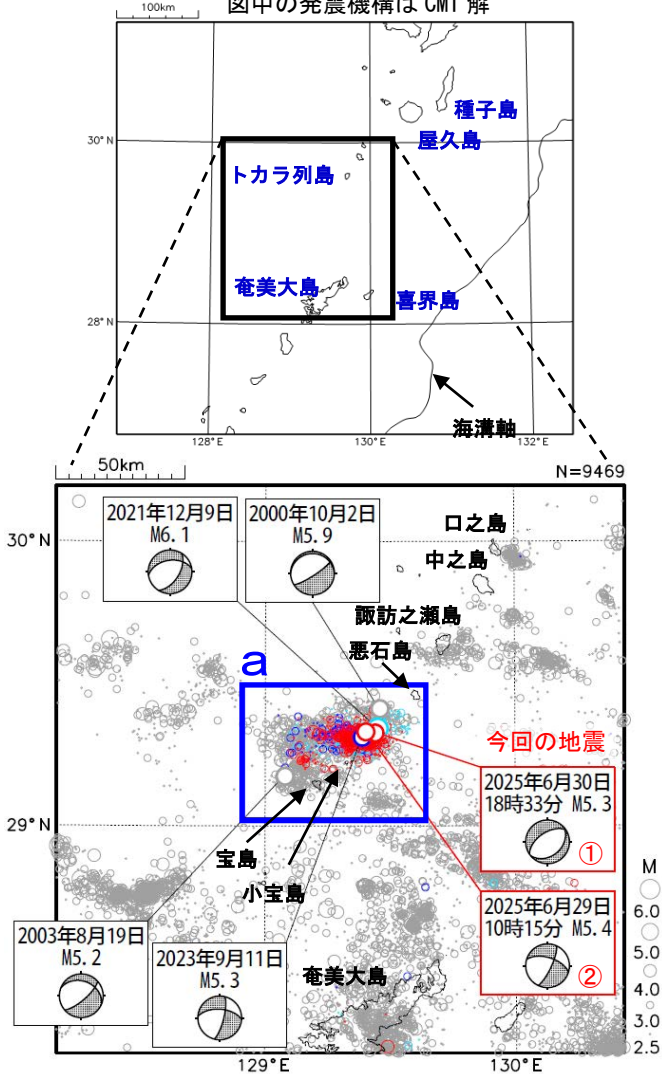 図中の発震機構は CMT 解
100km
種子島
30°N
屋久島
トカラ列島
奄美大島
喜界島
28°N
海溝軸
128°E
130°E
132°E
50km
N=9469
2021年12月9日
M6.1
2000年10月2日
M5.9
口之島
30°N
中之島
諏訪之瀬島
悪石島
a
今回の地震
2025年6月30日
18時33分 M5.3
①
29°N
宝島
小宝島
2025年6月29日
10時15分 M5.4
②
2003年8月19日
M5.2
2023年9月11日
M5.3
奄美大島
M
6.0
5.0
4.0
3.0
2.5
129°E
130°E